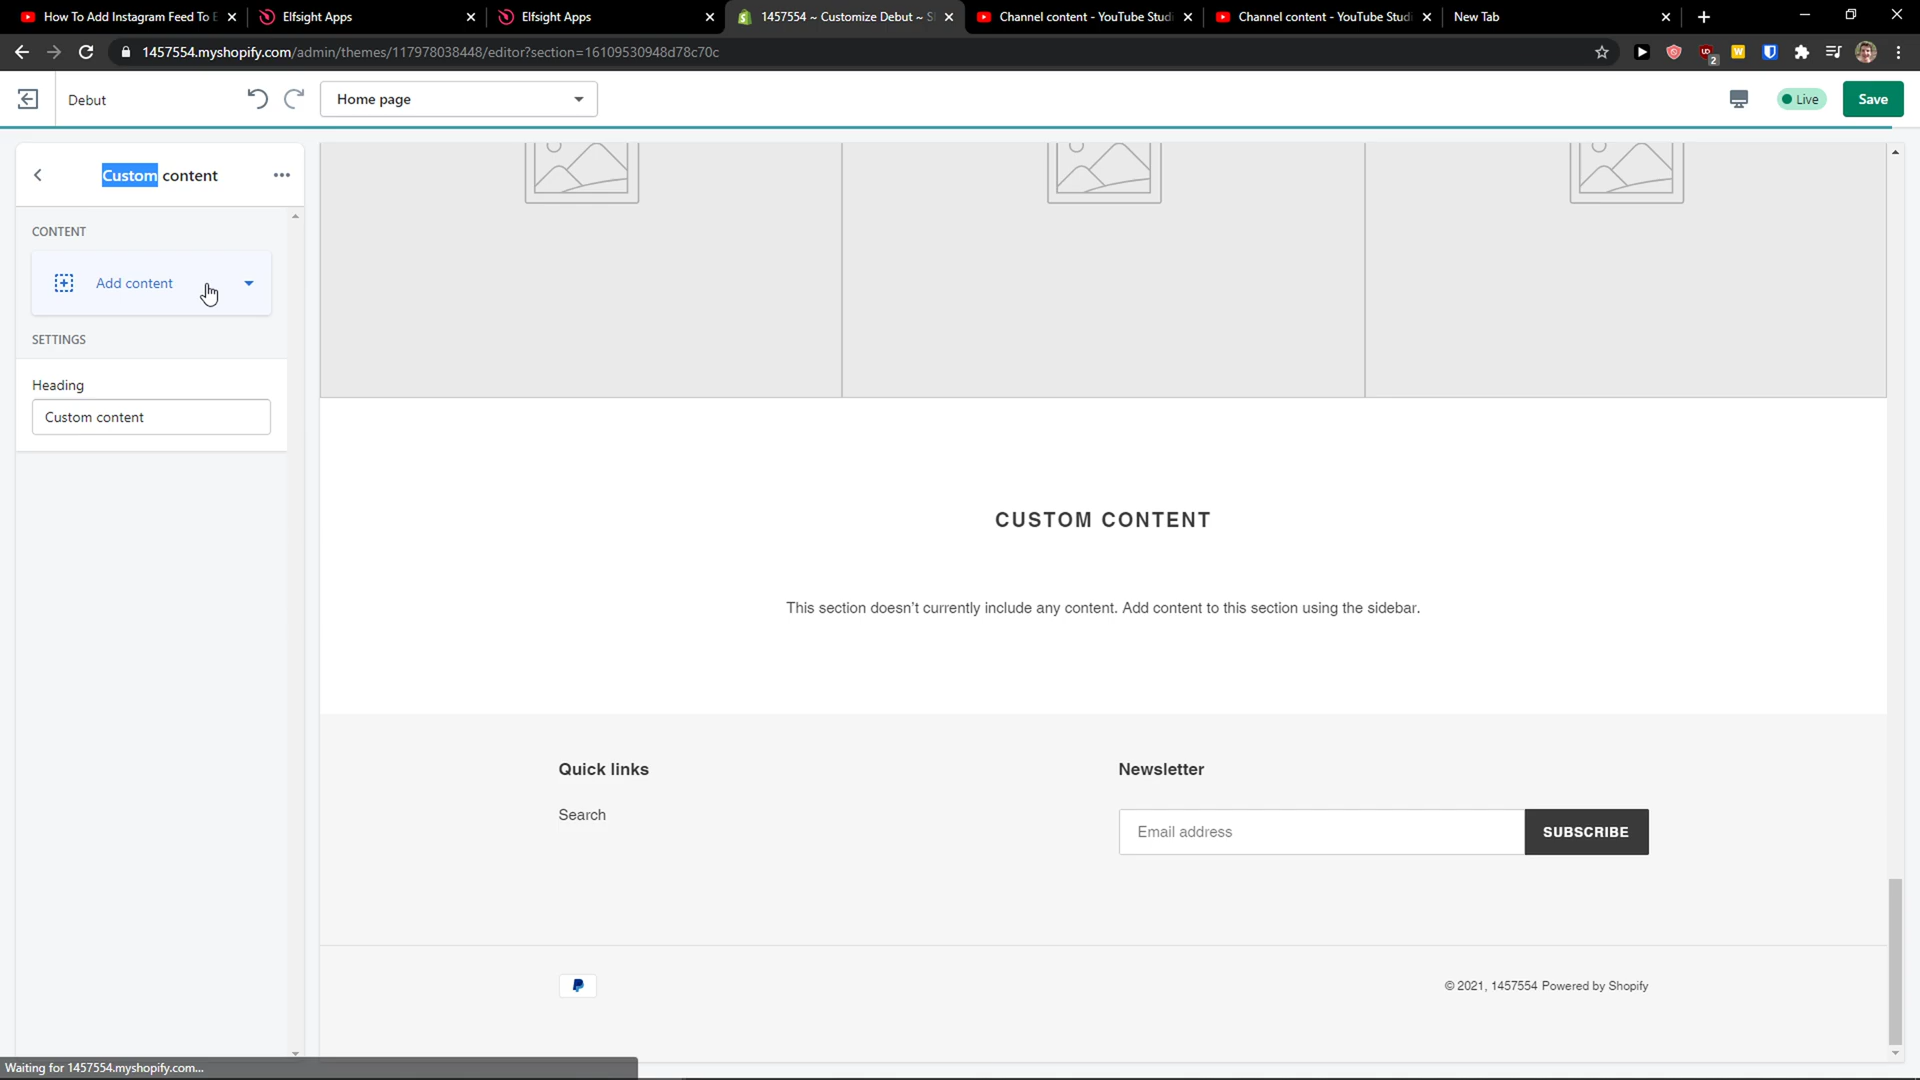 How To Add Instagram Feed To
Elfsight Apps
Elfsight Apps
1457554 ~ Customize Debut ~ S
Channel content - YouTube Studi
Channel content - YouTube Studi
New Tab
1457554.myshopify.com/admin/themes/117978038448/editor?section=16109530948d78c70c
2
Debut
Home page
Live
Save
Custom content
CONTENT
Add content
SETTINGS
Heading
Custom content
CUSTOM CONTENT
This section doesn’t currently include any content. Add content to this section using the sidebar.
Quick links
Search
Newsletter
Email address
SUBSCRIBE
© 2021, 1457554 Powered by Shopify
Waiting for 1457554.myshopify.com...